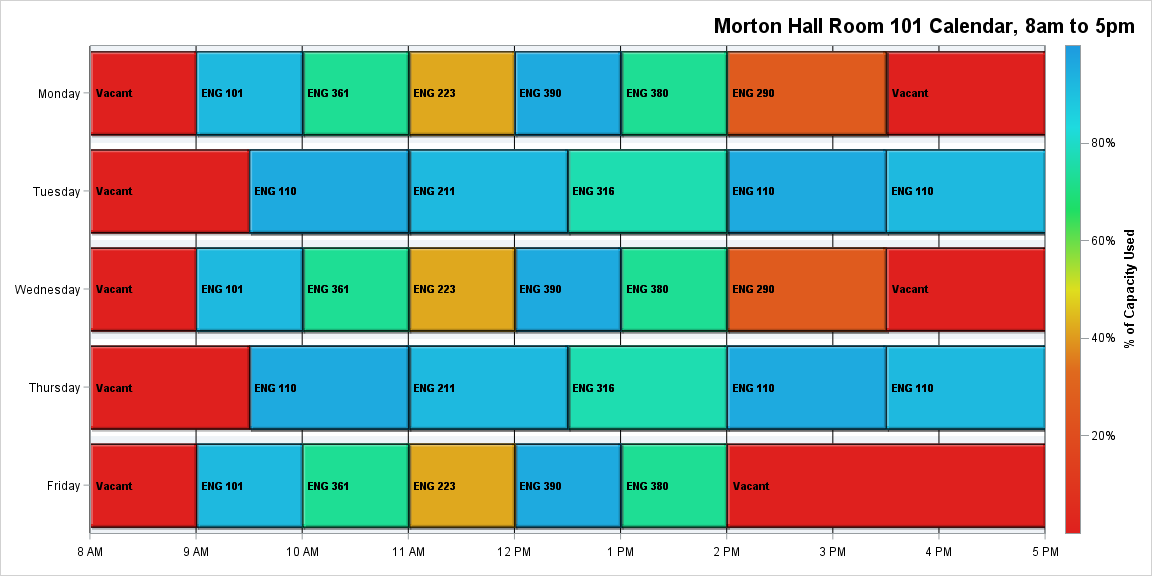 Morton Hall Room 101 Calendar, 8am to 5pm
Monday Vacant ENG 101 ENG 361 ENG 223 ENG 390 ENG 380 ENG 290 Vacant
80%
Tuesday Vacant ENG 110 ENG 211 ENG 316 ENG 110 ENG 110
60%
Wednesday Vacant ENG 101 ENG 361 ENG 223 ENG 390 ENG 380 ENG 290 Vacant
% of Capacity Used
40%
Thursday Vacant ENG 110 ENG 211 ENG 316 ENG 110 ENG 110
20%
Friday Vacant ENG 101 ENG 361 ENG 223 ENG 390 ENG 380 Vacant
8 AM 9 AM 10 AM 11 AM 12 PM 1 PM 2 PM 3 PM 4 PM 5 PM